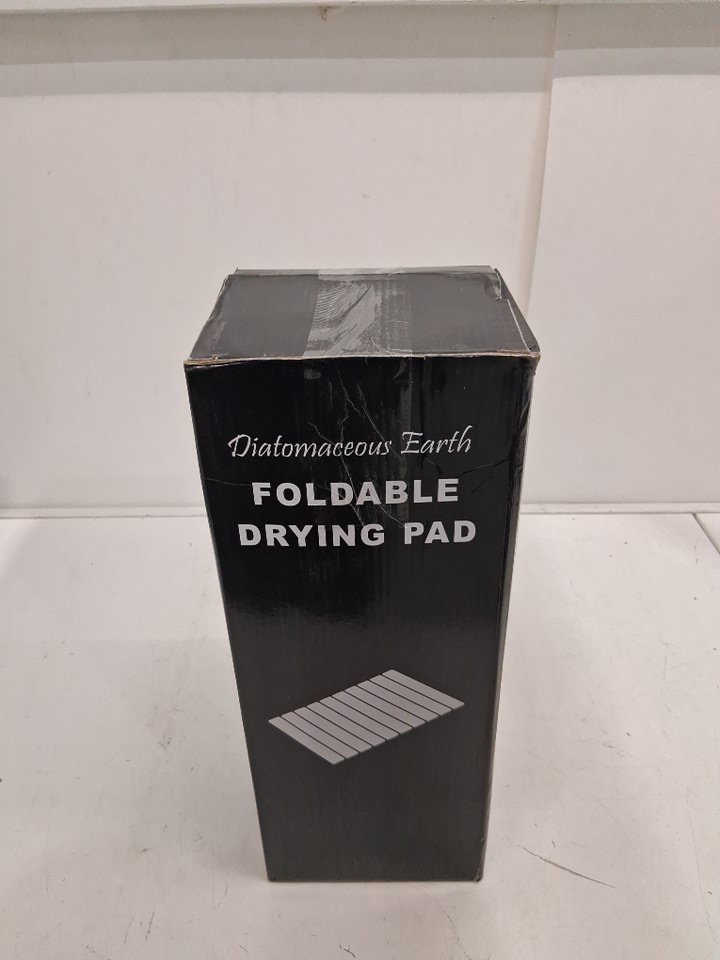 Diatomaceous Earth
FOLDABLE
DRYING PAD